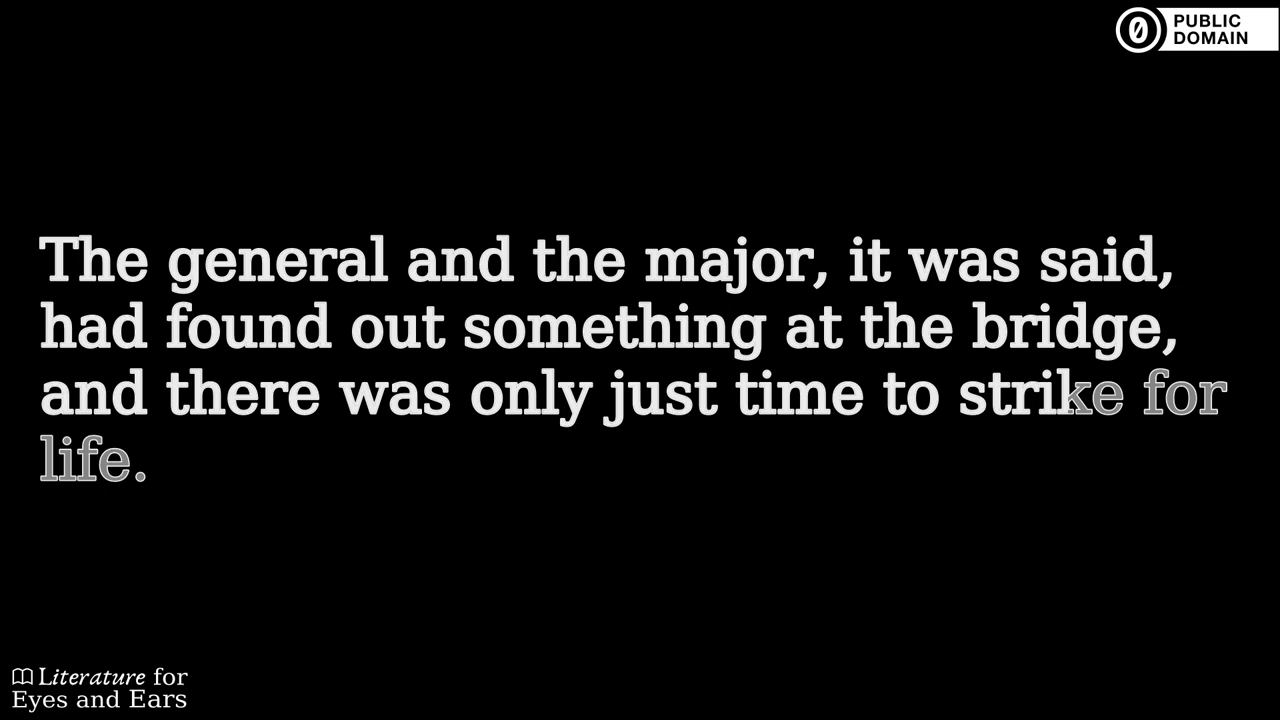 PUBLIC
DOMAIN
The general and the major, it was said,
had found out something at the bridge,
and there was only just time to strike for
life.
Literature for
Eyes and Ears